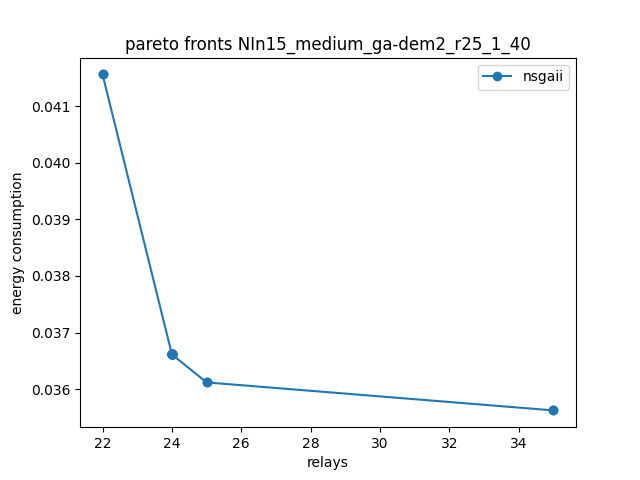 pareto fronts NIn15_medium_ga-dem2_r25_1_40
nsgaii
0.041
0.040
0.039
0.038
0.037
0.036
energy consumption
22 24 26 28 30 32 34
relays